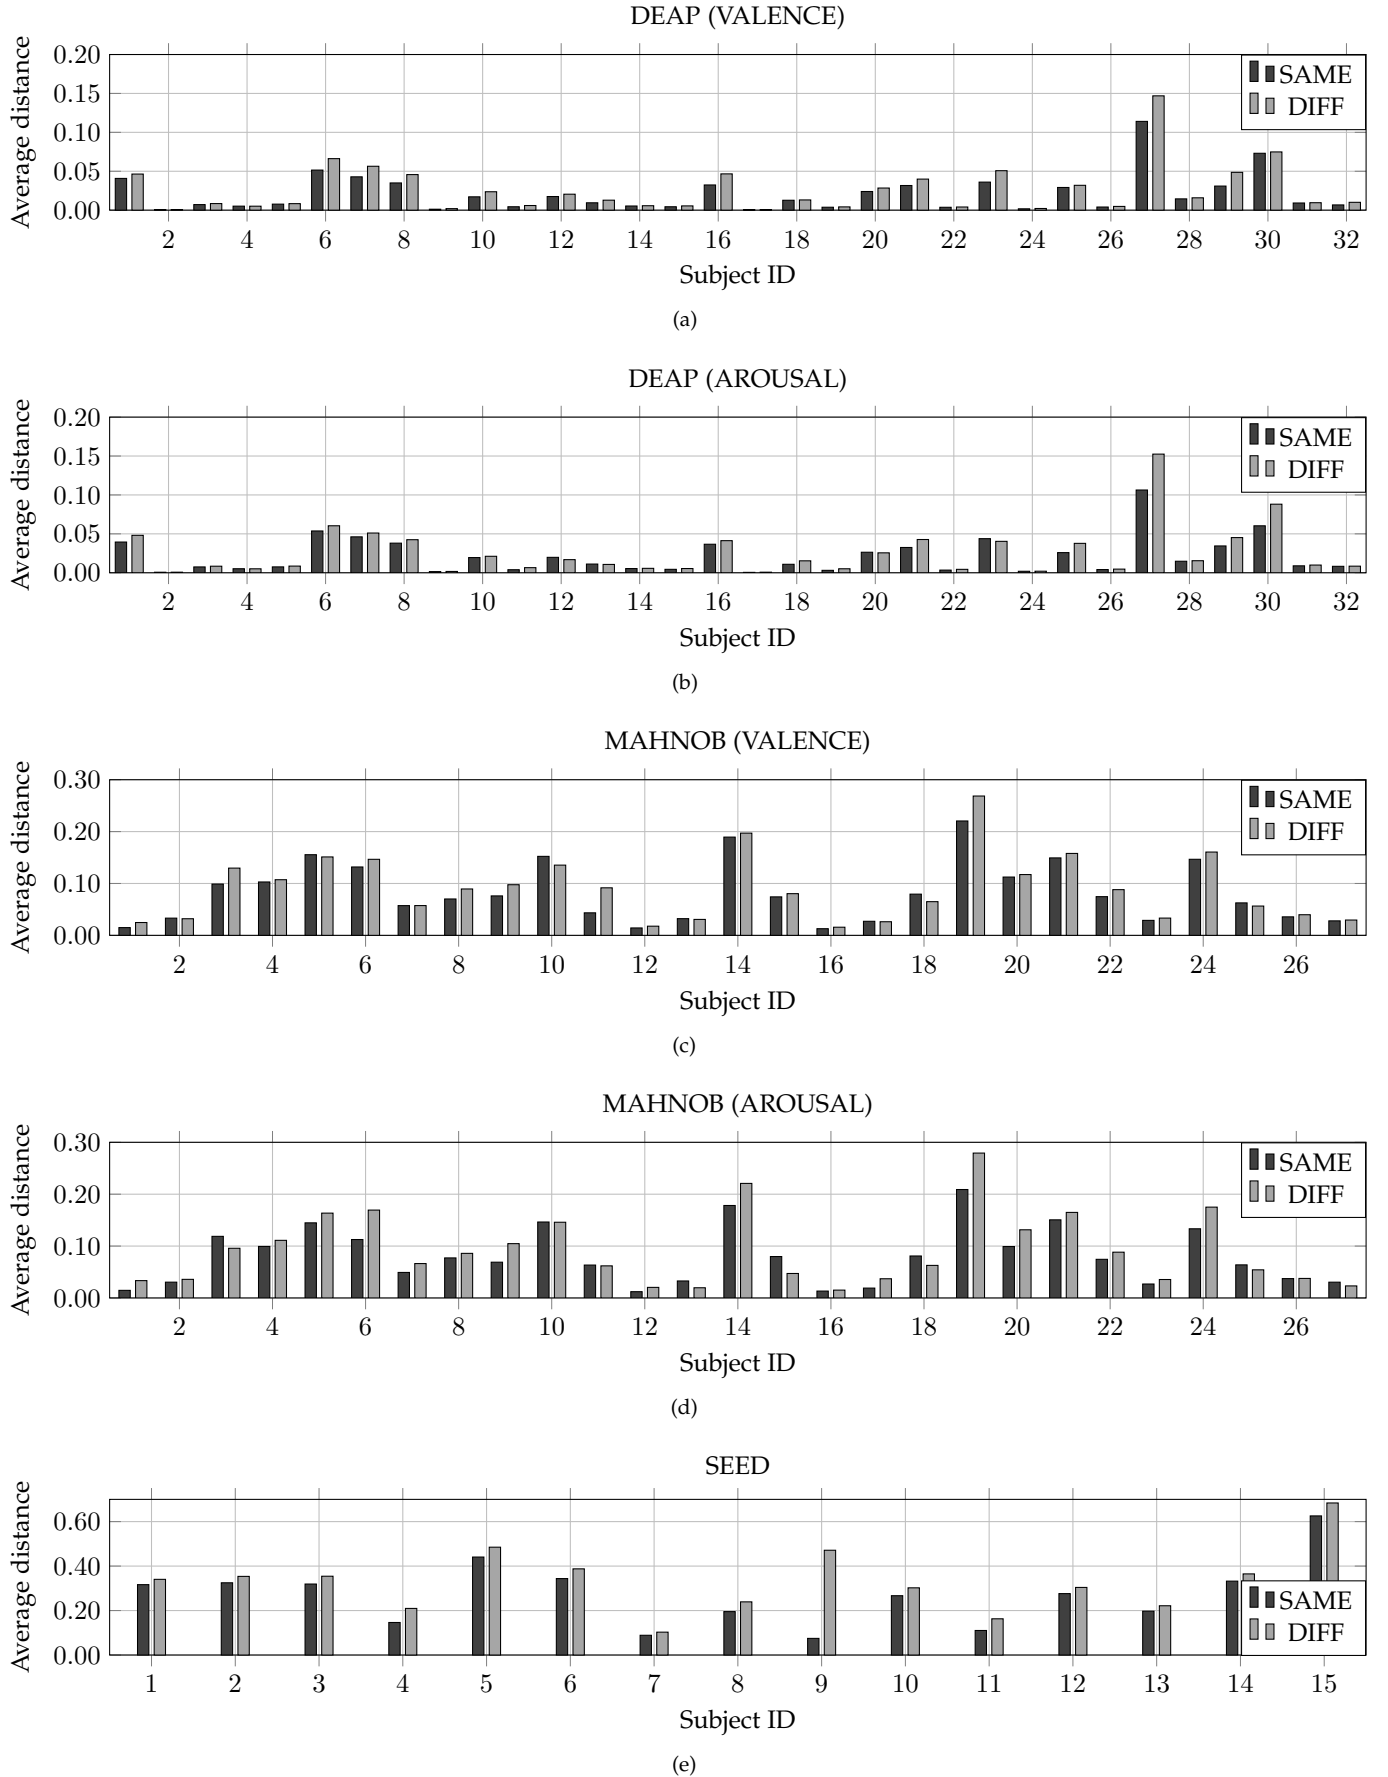 DEAP (VALENCE)
Average distance
0.20
0.15
0.10
0.05
0.00
SAME
DIFF
2 4 6 8 10 12 14 16 18 20 22 24 26 28 30 32
Subject ID
(a)
DEAP (AROUSAL)
Average distance
0.20
0.15
0.10
0.05
0.00
SAME
DIFF
2 4 6 8 10 12 14 16 18 20 22 24 26 28 30 32
Subject ID
(b)
MAHNOB (VALENCE)
Average distance
0.30
0.20
0.10
0.00
SAME
DIFF
2 4 6 8 10 12 14 16 18 20 22 24 26
Subject ID
(c)
MAHNOB (AROUSAL)
Average distance
0.30
0.20
0.10
0.00
SAME
DIFF
2 4 6 8 10 12 14 16 18 20 22 24 26
Subject ID
(d)
SEED
Average distance
0.60
0.40
0.20
0.00
SAME
DIFF
1 2 3 4 5 6 7 8 9 10 11 12 13 14 15
Subject ID
(e)